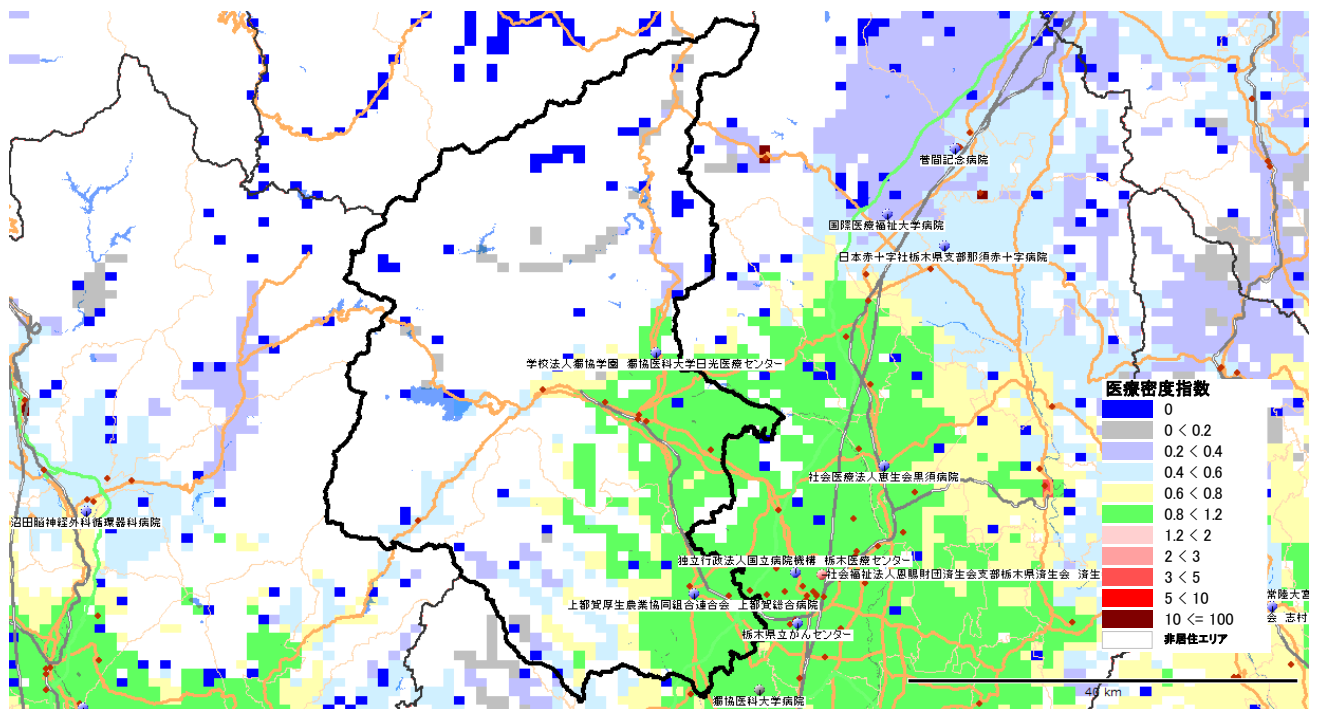 菅間記念病院
国際医療福祉大学病院
日本赤十字社栃木県支部那須赤十字病院
学校法人獨協学園　獨協医科大学日光医療センター
医療密度指数
0
0 < 0.2
0.2 < 0.4
0.4 < 0.6
0.6 < 0.8
0.8 < 1.2
1.2 < 2
2 < 3
3 < 5
5 < 10
10 <= 100
非居住エリア
社会医療法人恵生会黒須病院
沼田脳神経外科循環器科病院
独立行政法人国立病院機構　栃木医療センター
社会福祉法人恩賜財団済生会支部栃木県済生会　済生
上都賀厚生農業協同組合連合会　上都賀総合病院
常陸大宮
会　志村
栃木県立がんセンター
獨協医科大学病院
40 km